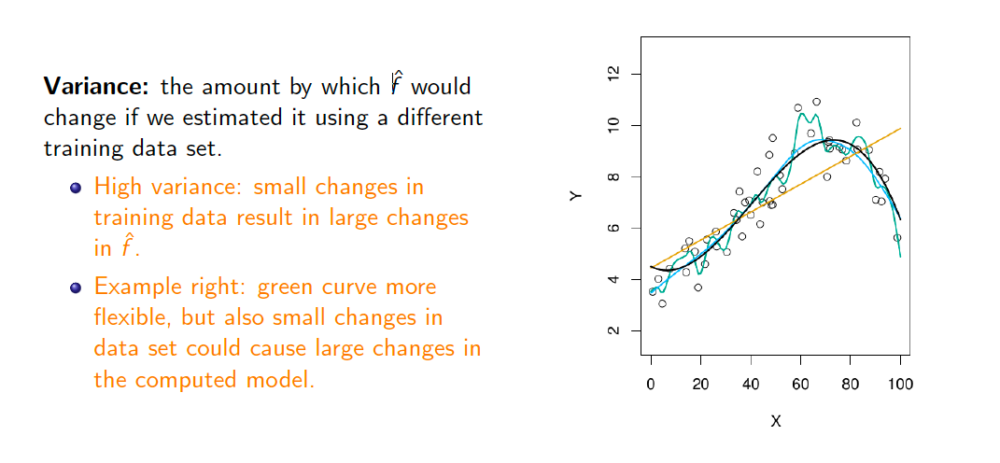 Variance: the amount by which f̂ would
change if we estimated it using a different
training data set.
High variance: small changes in
training data result in large changes
in f̂.
Example right: green curve more
flexible, but also small changes in
data set could cause large changes in
the computed model.
12
10
8
6
4
2
Y
0 20 40 60 80 100
X